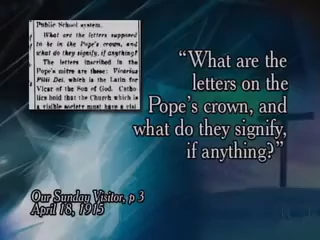 Public School system.
What are the letters supposed
to be in the Pope's crown, and
what do they signify, if anything?
The letters inscribed in the
Pope's mitre are these: Vicarius
Filii Dei, which is the Latin for
Vicar of the Son of God. Catho-
lics hold that the Church which is
a visible society must have a visi
“What are the
letters on the
Pope's crown, and
what do they signify,
if anything?”
Our Sunday Visitor, p 3
April 18, 1915